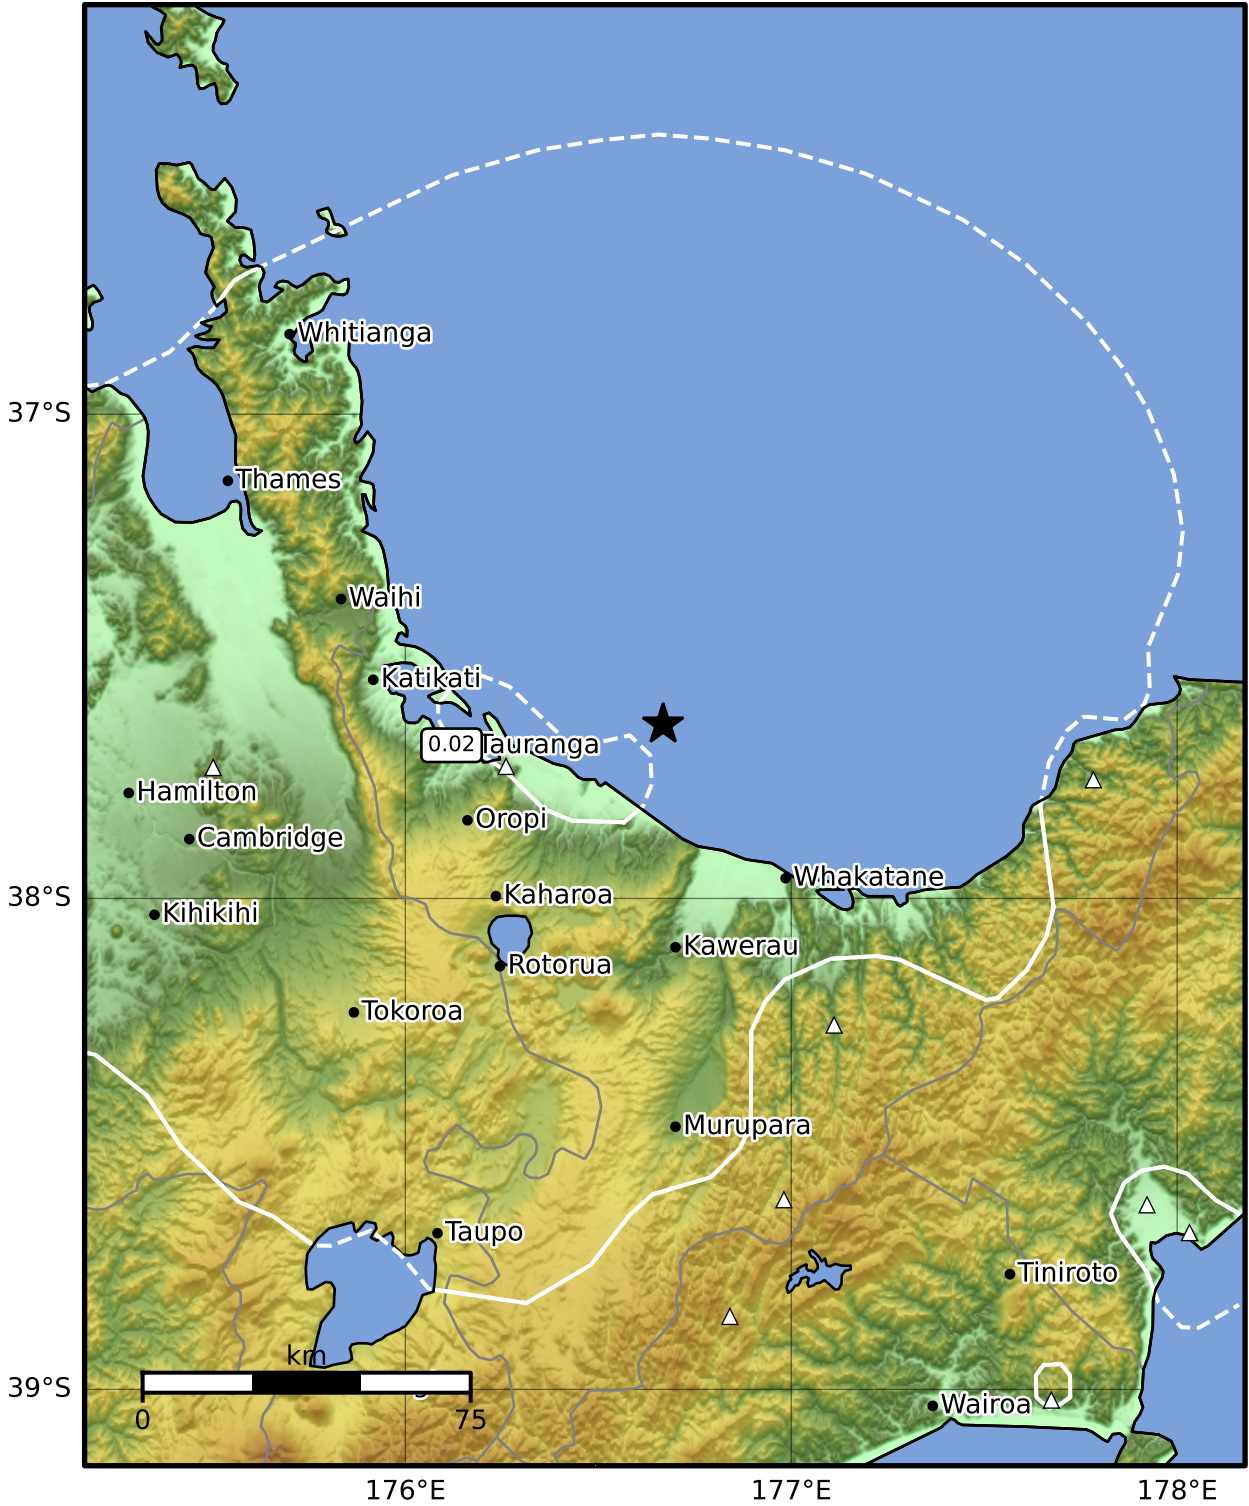 Whitianga
37°S
Thames
Waihi
Katikati
0.02
Tauranga
Hamilton
Oropi
Cambridge
Whakatane
38°S
Kaharoa
Kihikihi
Kawerau
Rotorua
Tokoroa
Murupara
Taupo
Tiniroto
km
39°S
Wairoa
0
75
176°E
177°E
178°E